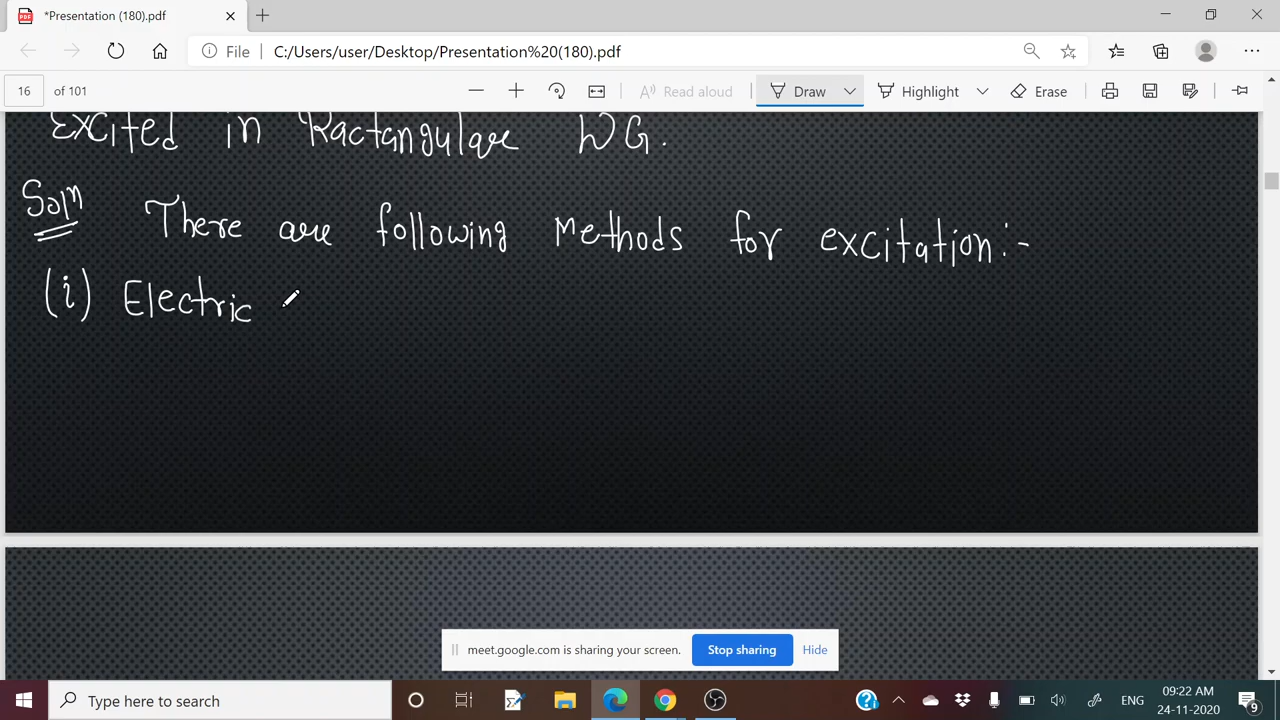 *Presentation (180).pdf
File C:/Users/user/Desktop/Presentation%20(180).pdf
16 of 101 Read aloud Draw Highlight Erase
Excited in Ractangulare WG.
Soln There are following Methods for excitation:-
(i) Electric
meet.google.com is sharing your screen. Stop sharing Hide
Type here to search
ENG
09:22 AM
24-11-2020
9